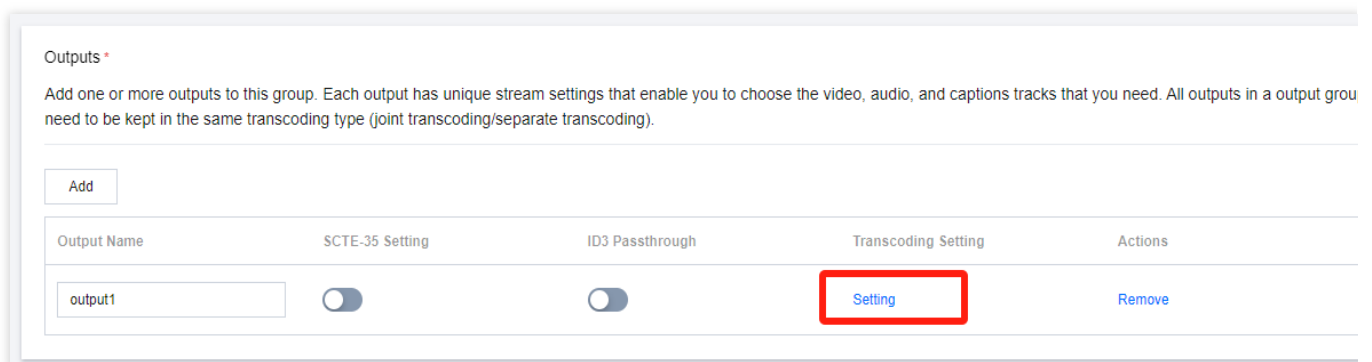 Outputs *
Add one or more outputs to this group. Each output has unique stream settings that enable you to choose the video, audio, and captions tracks that you need. All outputs in a output grou
need to be kept in the same transcoding type (joint transcoding/separate transcoding).
Add
Output Name SCTE-35 Setting ID3 Passthrough Transcoding Setting Actions
output1 Setting Remove